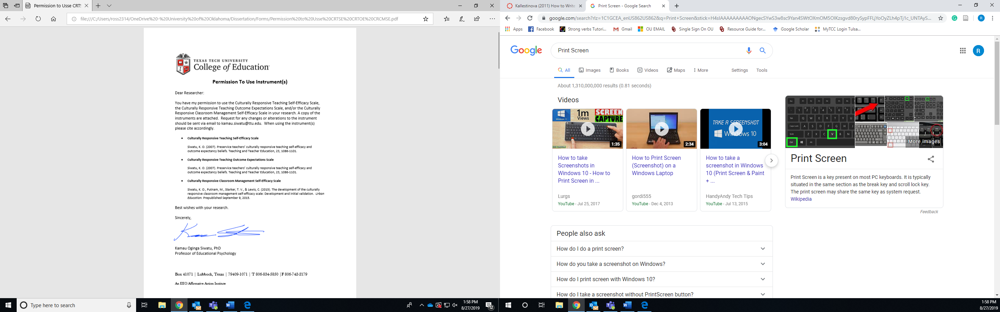 Permission to Usse CRTS
file:///C:/Users/ross2314/OneDrive%20-%20University%20of%20Oklahoma/Dissertation/Forms/Permission%20to%20Usse%20CRTSE%20CRTOE%20CRCMSE.pdf
TEXAS TECH UNIVERSITY
College of Education
Permission To Use Instrument(s)
Dear Researcher:
You have my permission to use the Culturally Responsive Teaching Self-Efficacy Scale,
the Culturally Responsive Teaching Outcome Expectations Scale, and/or the Culturally
Responsive Classroom Management Self-Efficacy Scale in your research. A copy of the
instruments are attached. Request for any changes or alterations to the instrument
should be sent via email to kamau.siwatu@ttu.edu. When using the instrument(s)
please cite accordingly.
• Culturally Responsive Teaching Self-Efficacy Scale
Siwatu, K. O. (2007). Preservice teachers' culturally responsive teaching self-efficacy and
outcome expectancy beliefs. Teaching and Teacher Education, 23, 1086-1101.
• Culturally Responsive Teaching Outcome Expectations Scale
Siwatu, K. O. (2007). Preservice teachers' culturally responsive teaching self-efficacy and
outcome expectancy beliefs. Teaching and Teacher Education, 23, 1086-1101.
• Culturally Responsive Classroom Management Self-Efficacy Scale
Siwatu, K. O., Putnam, M., Starker, T. V., & Lewis, C. (2015). The development of the culturally
responsive classroom management self-efficacy scale: Development and initial validation. Urban
Education. Prepublished September 9, 2015.
Best wishes with your research.
Sincerely,
Kamau Oginga Siwatu, PhD
Professor of Educational Psychology
Box 41071 | Lubbock, Texas | 79409-1071 | T 806-834-5850 |F 806-742-2179
An EEO/Affirmative Action Institute
Type here to search
1:58 PM
8/27/2019
12
Kallestinova (2011) How to Write
Print Screen - Google Search
google.com/search?rlz=1C1GCEA_enUS862US862&q=Print+Screen&stick=
R
Apps
Facebook
Strong verbs Tutori...
Gmail
OU EMAIL
Single Sign On OU
Resource Guide for...
Google Scholar
MyTCC Login Tulsa...
Google
Print Screen
R
All
Images
Books
Videos
Maps
More
Settings
Tools
About 1,310,000,000 results (0.81 seconds)
Videos
Windows 10
1m
Views
SCREEN
CAPTURE
1:35
How to take
Screenshots in
Windows 10 - How to
Print Screen in ...
Lurgs
YouTube - Jul 25, 2017
2:34
How to Print Screen
(Screenshot) on a
Windows Laptop
gordi555
YouTube - Dec 4, 2013
TAKE A SCREENSHOT
Windows 10
3:04
How to take a
screenshot in Windows
10 (Print Screen & Paint
+ ...
HandyAndy Tech Tips
YouTube - Jul 13, 2015
More images
Print Screen
Print Screen is a key present on most PC keyboards. It is typically
situated in the same section as the break key and scroll lock key.
The print screen may share the same key as system request.
Wikipedia
Feedback
People also ask
How do I do a print screen?
How do you take a screenshot on Windows?
How do I print screen with Windows 10?
How do I take a screenshot without PrintScreen button?
1:58 PM
8/27/2019